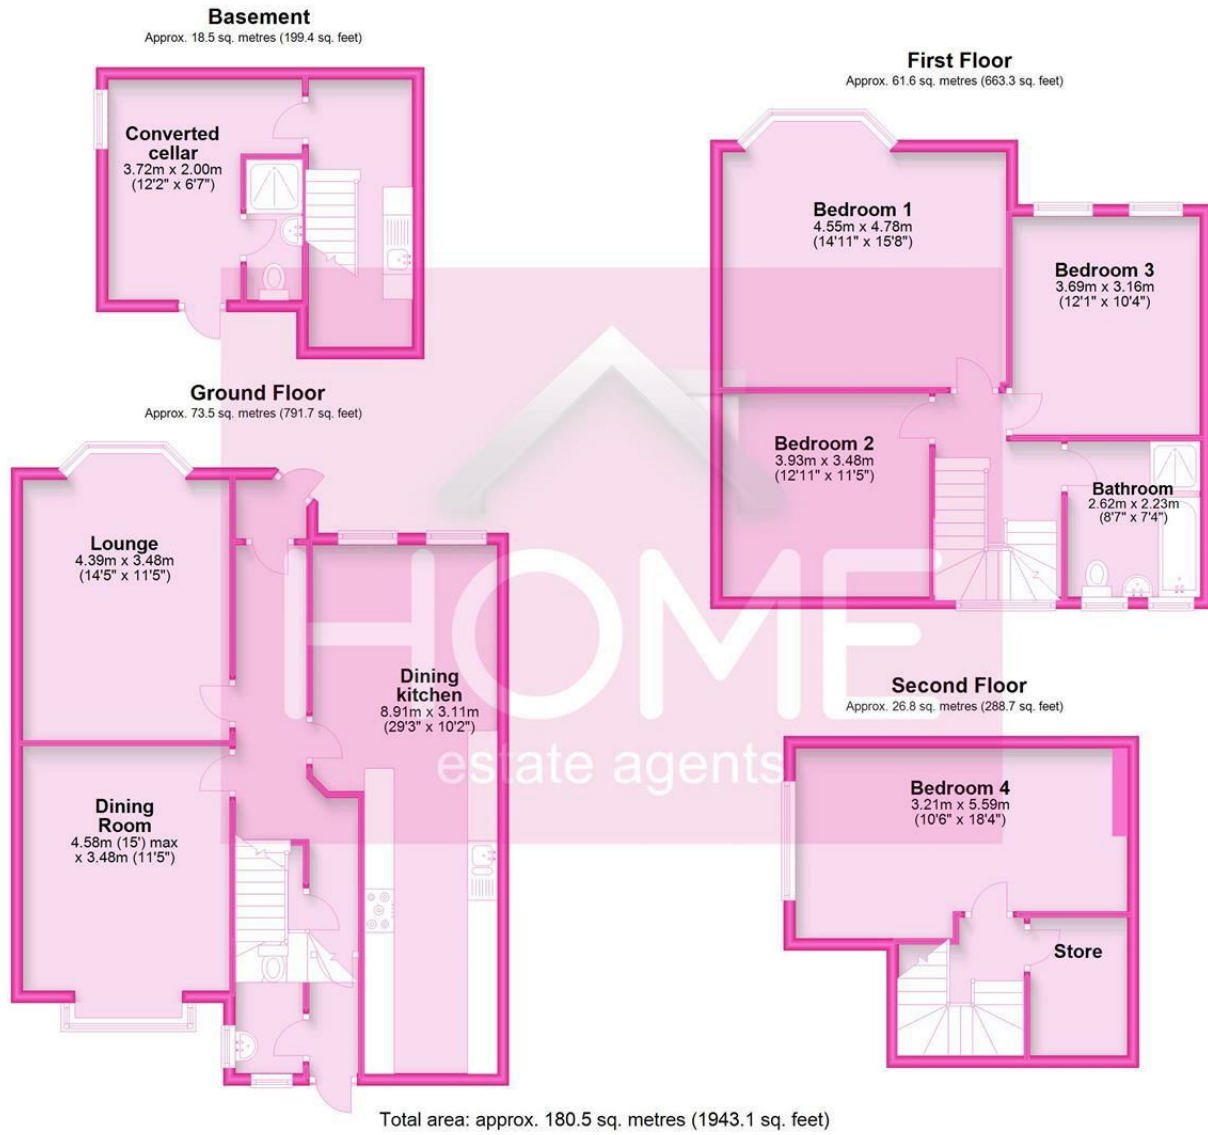 Basement
Approx. 18.5 sq. metres (199.4 sq. feet)
Converted
cellar
3.72m x 2.00m
(12'2" x 6'7")
First Floor
Approx. 61.6 sq. metres (663.3 sq. feet)
Bedroom 1
4.55m x 4.78m
(14'11" x 15'8")
Bedroom 3
3.69m x 3.16m
(12'1" x 10'4")
Bedroom 2
3.93m x 3.48m
(12'11" x 11'5")
Bathroom
2.62m x 2.23m
(8'7" x 7'4")
Ground Floor
Approx. 73.5 sq. metres (791.7 sq. feet)
Lounge
4.39m x 3.48m
(14'5" x 11'5")
Dining
kitchen
8.91m x 3.11m
(29'3" x 10'2")
Dining
Room
4.58m (15') max
x 3.48m (11'5")
HOME
estate agents
Second Floor
Approx. 26.8 sq. metres (288.7 sq. feet)
Bedroom 4
3.21m x 5.59m
(10'6" x 18'4")
Store
Total area: approx. 180.5 sq. metres (1943.1 sq. feet)